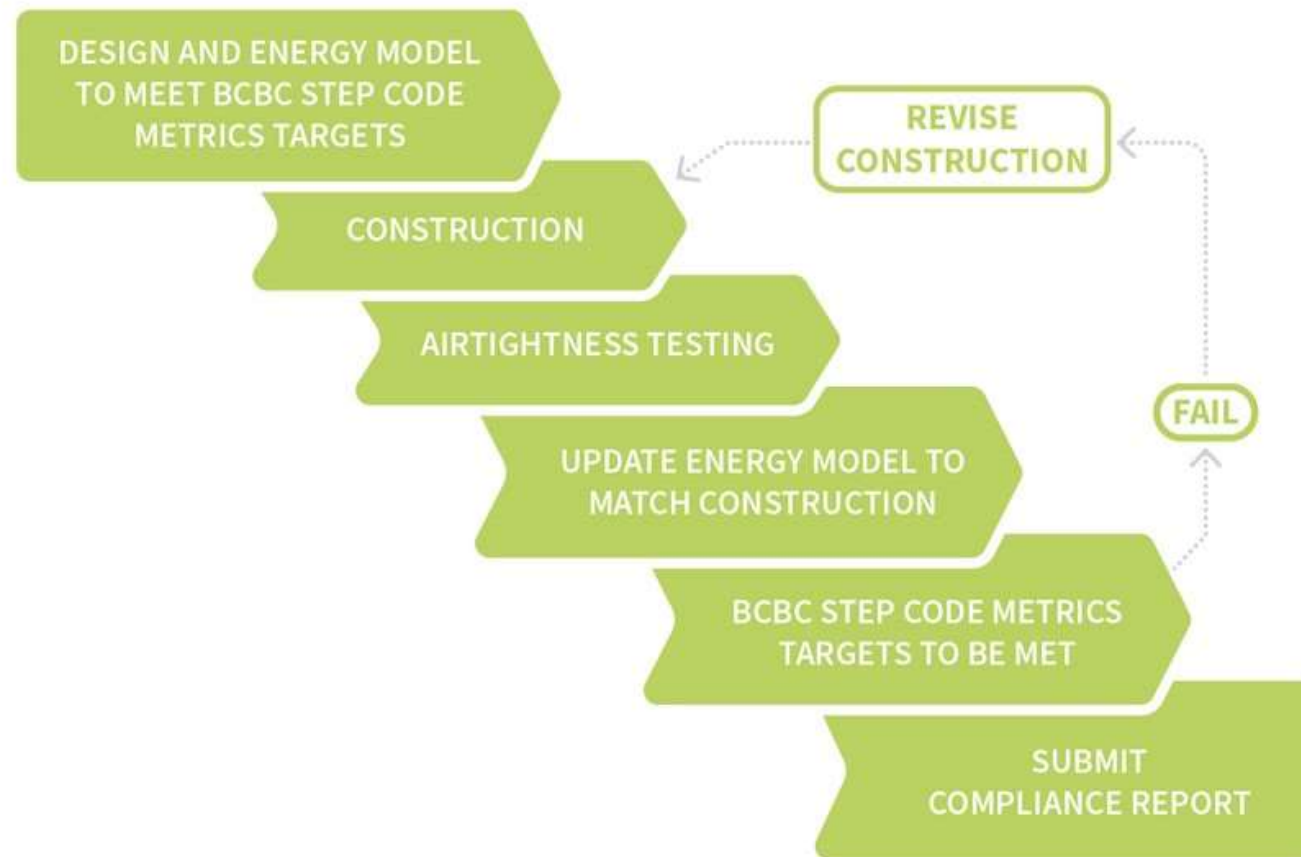 DESIGN AND ENERGY MODEL
TO MEET BCBC STEP CODE
METRICS TARGETS
REVISE
CONSTRUCTION
CONSTRUCTION
AIRTIGHTNESS TESTING
FAIL
UPDATE ENERGY MODEL TO
MATCH CONSTRUCTION
BCBC STEP CODE METRICS
TARGETS TO BE MET
SUBMIT
COMPLIANCE REPORT